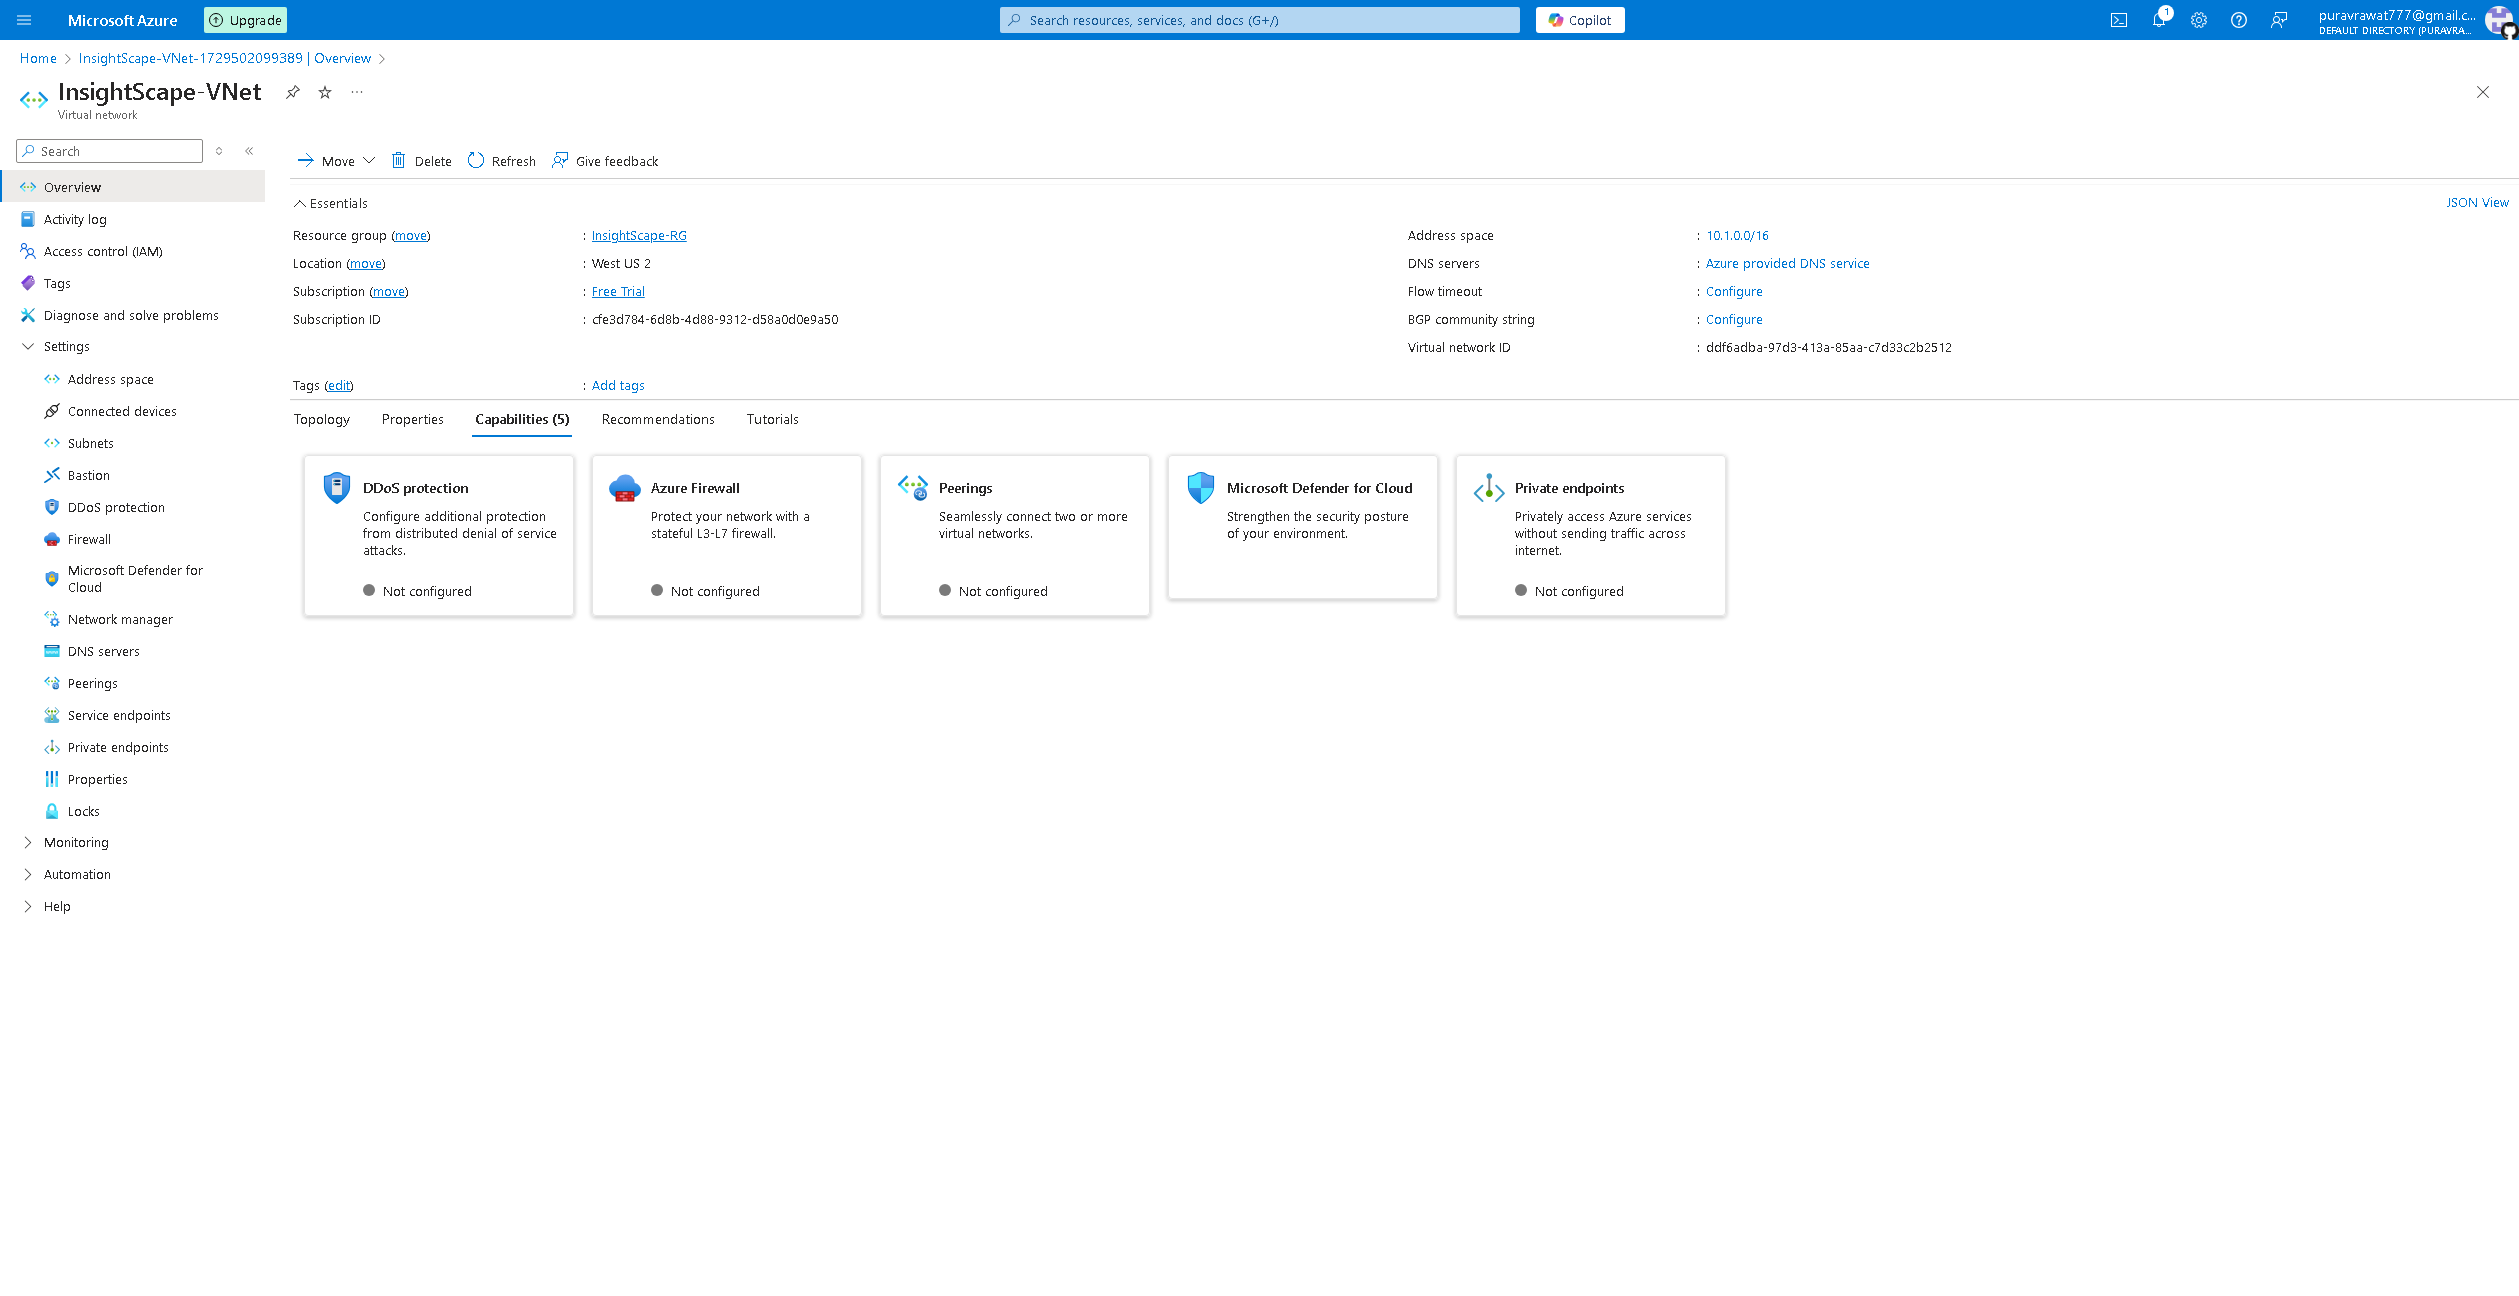 Microsoft Azure
Upgrade
Search resources, services, and docs (G+/)
Copilot
1
puravrawat777@gmail.c...
DEFAULT DIRECTORY (PURAVRA...
Home
InsightScape-VNet-1729502099389 | Overview
InsightScape-VNet
Virtual network
Search
Overview
Activity log
Access control (IAM)
Tags
Diagnose and solve problems
Settings
Address space
Connected devices
Subnets
Bastion
DDoS protection
Firewall
Microsoft Defender for
Cloud
Network manager
DNS servers
Peerings
Service endpoints
Private endpoints
Properties
Locks
Monitoring
Automation
Help
Move
Delete
Refresh
Give feedback
Essentials
JSON View
Resource group (move) : InsightScape-RG
Location (move) : West US 2
Subscription (move) : Free Trial
Subscription ID : cfe3d784-6d8b-4d88-9312-d58a0d0e9a50
Address space : 10.1.0.0/16
DNS servers : Azure provided DNS service
Flow timeout : Configure
BGP community string : Configure
Virtual network ID : ddf6adba-97d3-413a-85aa-c7d33c2b2512
Tags (edit) : Add tags
Topology
Properties
Capabilities (5)
Recommendations
Tutorials
DDoS protection
Configure additional protection
from distributed denial of service
attacks.
Not configured
Azure Firewall
Protect your network with a
stateful L3-L7 firewall.
Not configured
Peerings
Seamlessly connect two or more
virtual networks.
Not configured
Microsoft Defender for Cloud
Strengthen the security posture
of your environment.
Private endpoints
Privately access Azure services
without sending traffic across
internet.
Not configured